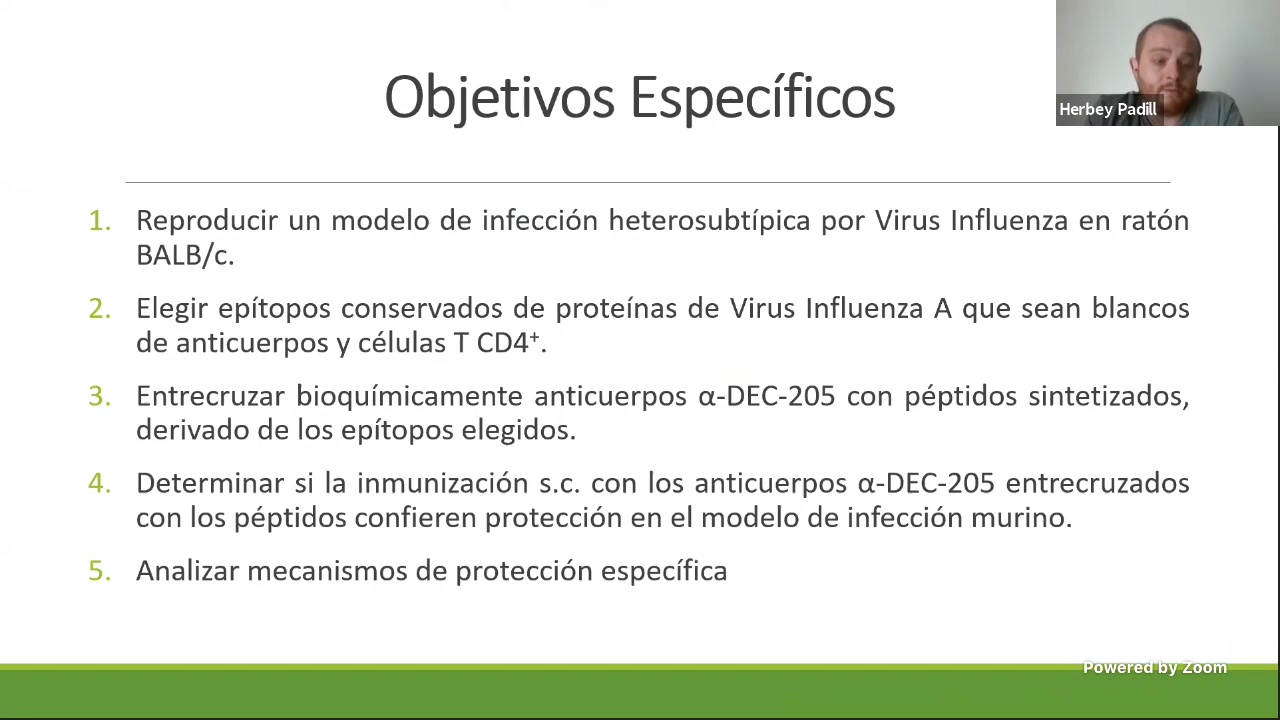 Objetivos Específicos
Herbey Padill
1. Reproducir un modelo de infección heterosubtípica por Virus Influenza en ratón
BALB/c.
2. Elegir epítopos conservados de proteínas de Virus Influenza A que sean blancos
de anticuerpos y células T CD4⁺.
3. Entrecruzar bioquímicamente anticuerpos α-DEC-205 con péptidos sintetizados,
derivado de los epítopos elegidos.
4. Determinar si la inmunización s.c. con los anticuerpos α-DEC-205 entrecruzados
con los péptidos confieren protección en el modelo de infección murino.
5. Analizar mecanismos de protección específica
Powered by Zoom